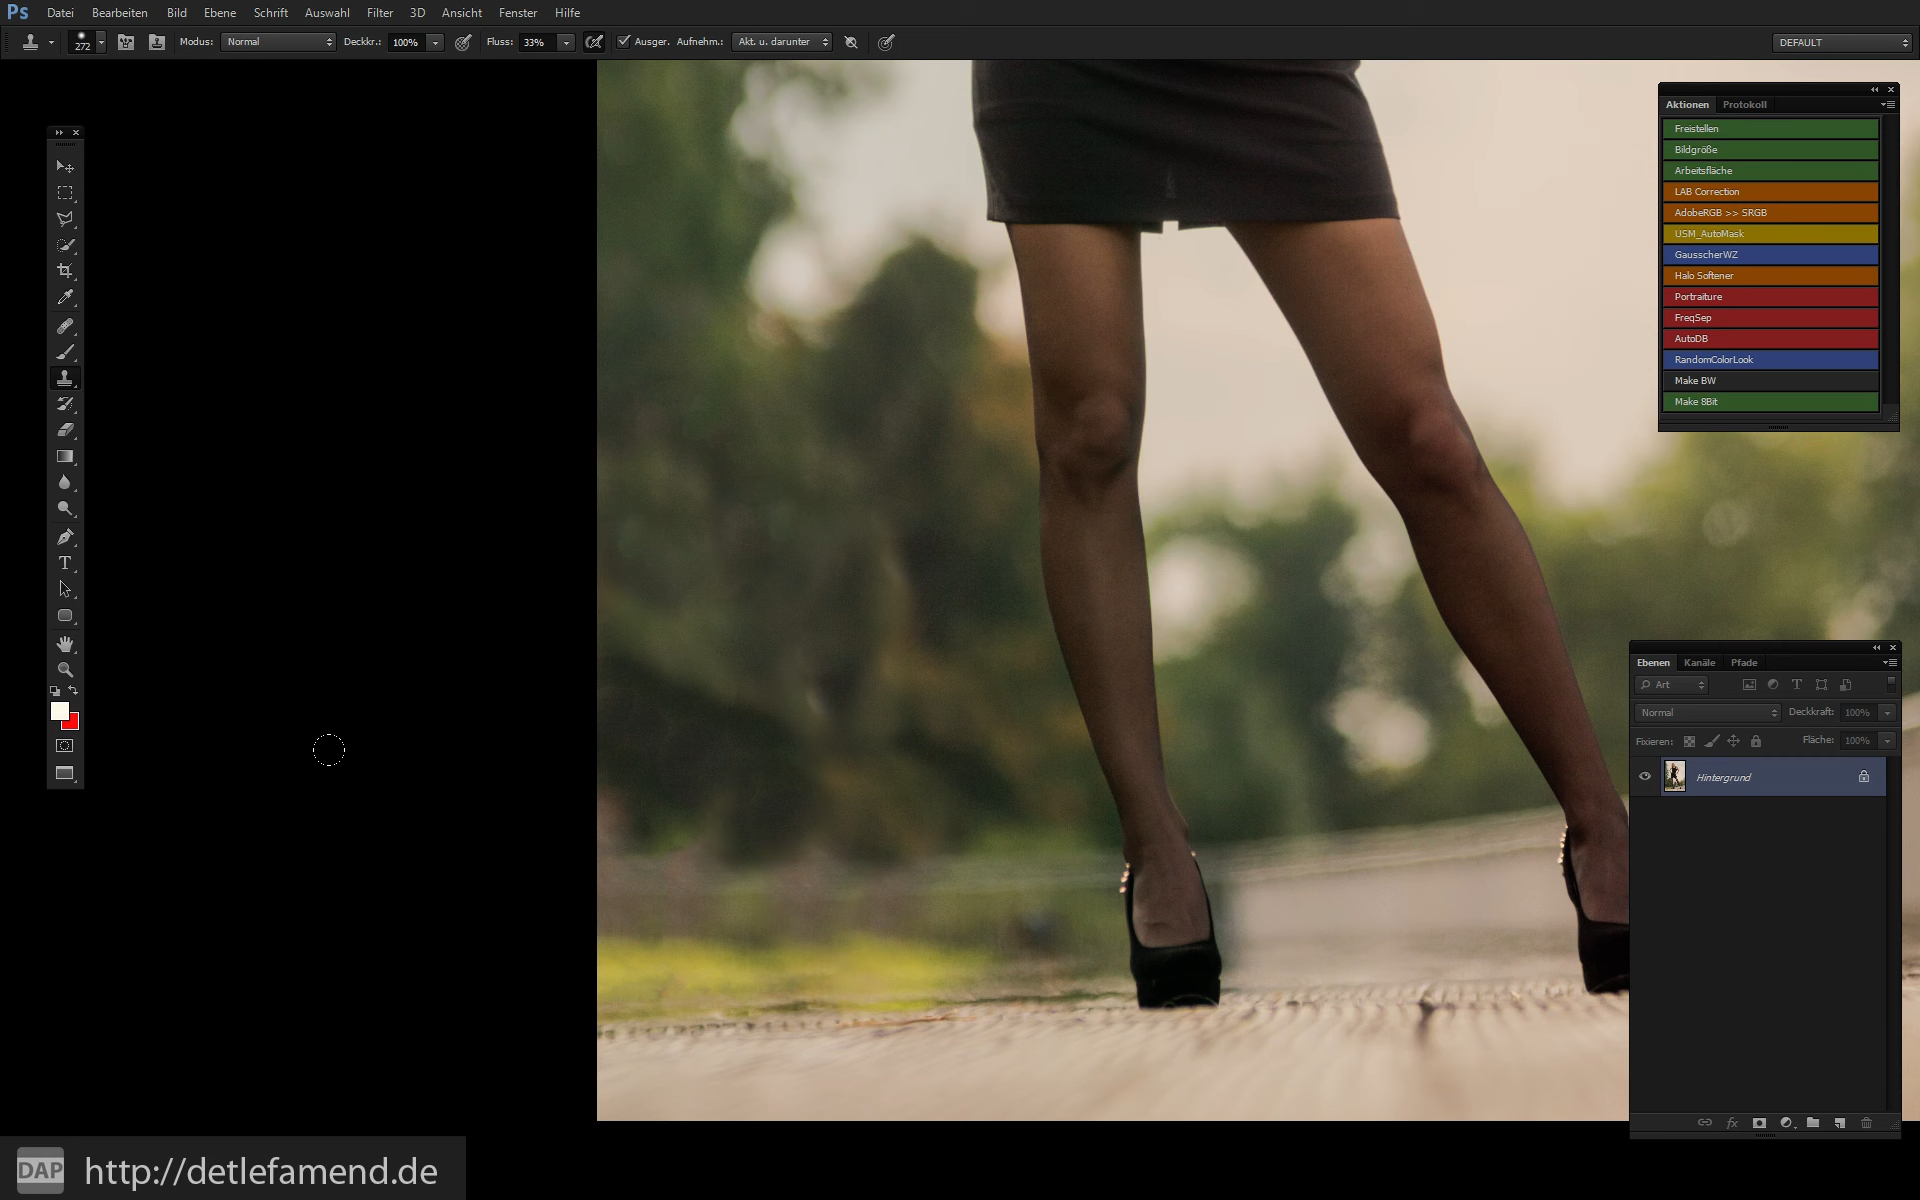 Ps Datei Bearbeiten Bild Ebene Schrift Auswahl Filter 3D Ansicht Fenster Hilfe
272 Modus: Normal Deckkr.: 100% Fluss: 33% Ausger. Aufnehm.: Akt. u. darunter DEFAULT
Aktionen Protokoll
Freistellen
Bildgröße
Arbeitsfläche
LAB Correction
AdobeRGB >> SRGB
USM_AutoMask
GausscherWZ
Halo Softener
Portraiture
FreqSep
AutoDB
RandomColorLook
Make BW
Make 8Bit
Ebenen Kanäle Pfade
Art
Normal Deckkraft: 100%
Fixieren: Fläche: 100%
Hintergrund
fx
DAP http://detlefamend.de